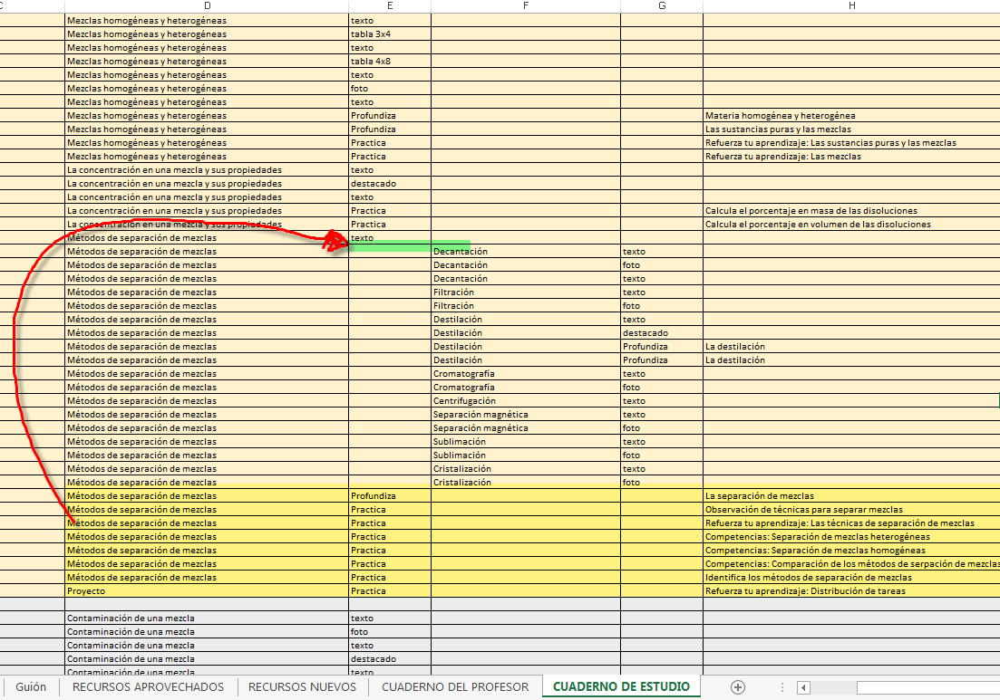 C D E F G H
Mezclas homogéneas y heterogéneas texto
Mezclas homogéneas y heterogéneas tabla 3x4
Mezclas homogéneas y heterogéneas texto
Mezclas homogéneas y heterogéneas tabla 4x8
Mezclas homogéneas y heterogéneas texto
Mezclas homogéneas y heterogéneas foto
Mezclas homogéneas y heterogéneas texto
Mezclas homogéneas y heterogéneas Profundiza Materia homogénea y heterogénea
Mezclas homogéneas y heterogéneas Profundiza Las sustancias puras y las mezclas
Mezclas homogéneas y heterogéneas Practica Refuerza tu aprendizaje: Las sustancias puras y las mezclas
Mezclas homogéneas y heterogéneas Practica Refuerza tu aprendizaje: Las mezclas
La concentración en una mezcla y sus propiedades texto
La concentración en una mezcla y sus propiedades destacado
La concentración en una mezcla y sus propiedades texto
La concentración en una mezcla y sus propiedades Practica Calcula el porcentaje en masa de las disoluciones
La concentración en una mezcla y sus propiedades Practica Calcula el porcentaje en volumen de las disoluciones
Métodos de separación de mezclas texto
Métodos de separación de mezclas Decantación texto
Métodos de separación de mezclas Decantación foto
Métodos de separación de mezclas Decantación texto
Métodos de separación de mezclas Filtración texto
Métodos de separación de mezclas Filtración foto
Métodos de separación de mezclas Destilación texto
Métodos de separación de mezclas Destilación destacado
Métodos de separación de mezclas Destilación Profundiza La destilación
Métodos de separación de mezclas Destilación Profundiza La destilación
Métodos de separación de mezclas Cromatografía texto
Métodos de separación de mezclas Cromatografía foto
Métodos de separación de mezclas Centrifugación texto
Métodos de separación de mezclas Separación magnética texto
Métodos de separación de mezclas Separación magnética foto
Métodos de separación de mezclas Sublimación texto
Métodos de separación de mezclas Sublimación foto
Métodos de separación de mezclas Cristalización texto
Métodos de separación de mezclas Cristalización foto
Métodos de separación de mezclas Profundiza La separación de mezclas
Métodos de separación de mezclas Practica Observación de técnicas para separar mezclas
Métodos de separación de mezclas Practica Refuerza tu aprendizaje: Las técnicas de separación de mezclas
Métodos de separación de mezclas Practica Competencias: Separación de mezclas heterogéneas
Métodos de separación de mezclas Practica Competencias: Separación de mezclas homogéneas
Métodos de separación de mezclas Practica Competencias: Comparación de los métodos de serpación de mezclas
Métodos de separación de mezclas Practica Identifica los métodos de separación de mezclas
Proyecto Practica Refuerza tu aprendizaje: Distribución de tareas
Contaminación de una mezcla texto
Contaminación de una mezcla foto
Contaminación de una mezcla texto
Contaminación de una mezcla destacado
Contaminación de una mezcla texto
Guión RECURSOS APROVECHADOS RECURSOS NUEVOS CUADERNO DEL PROFESOR CUADERNO DE ESTUDIO